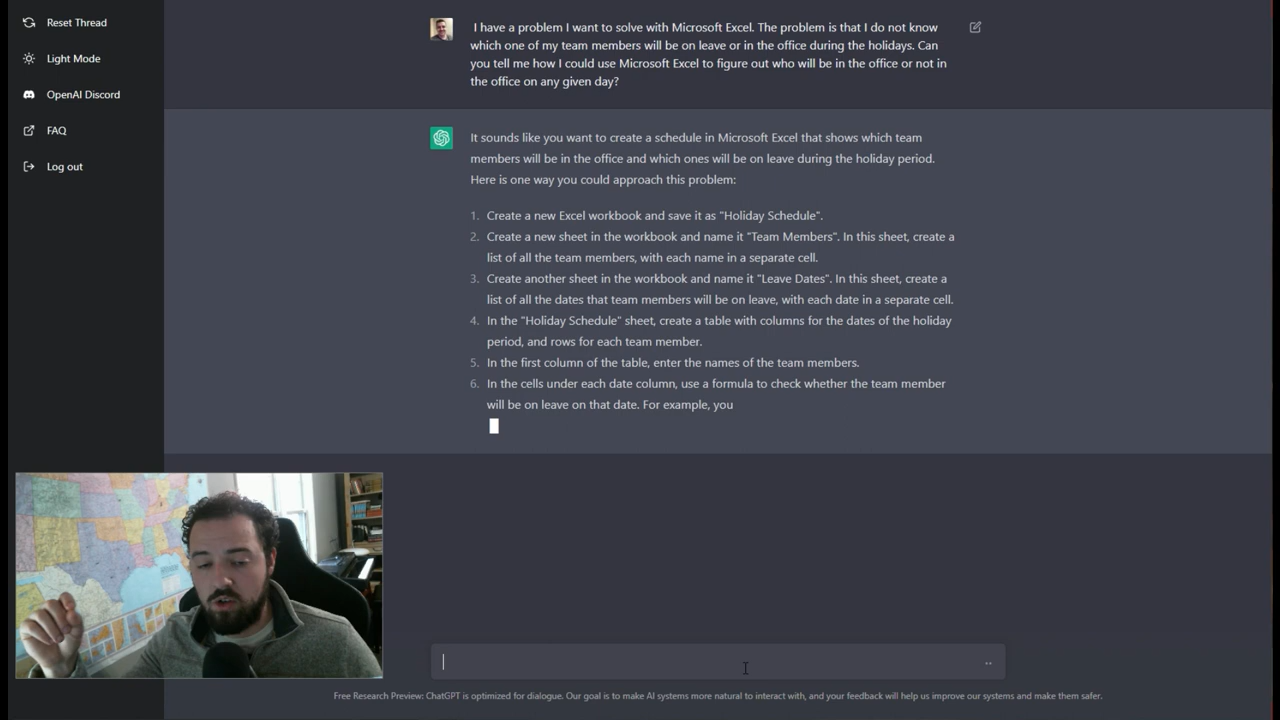 Reset Thread
Light Mode
OpenAI Discord
FAQ
Log out
I have a problem I want to solve with Microsoft Excel. The problem is that I do not know
which one of my team members will be on leave or in the office during the holidays. Can
you tell me how I could use Microsoft Excel to figure out who will be in the office or not in
the office on any given day?
It sounds like you want to create a schedule in Microsoft Excel that shows which team
members will be in the office and which ones will be on leave during the holiday period.
Here is one way you could approach this problem:
1. Create a new Excel workbook and save it as "Holiday Schedule".
2. Create a new sheet in the workbook and name it "Team Members". In this sheet, create a
list of all the team members, with each name in a separate cell.
3. Create another sheet in the workbook and name it "Leave Dates". In this sheet, create a
list of all the dates that team members will be on leave, with each date in a separate cell.
4. In the "Holiday Schedule" sheet, create a table with columns for the dates of the holiday
period, and rows for each team member.
5. In the first column of the table, enter the names of the team members.
6. In the cells under each date column, use a formula to check whether the team member
will be on leave on that date. For example, you
Free Research Preview: ChatGPT is optimized for dialogue. Our goal is to make AI systems more natural to interact with, and your feedback will help us improve our systems and make them safer.